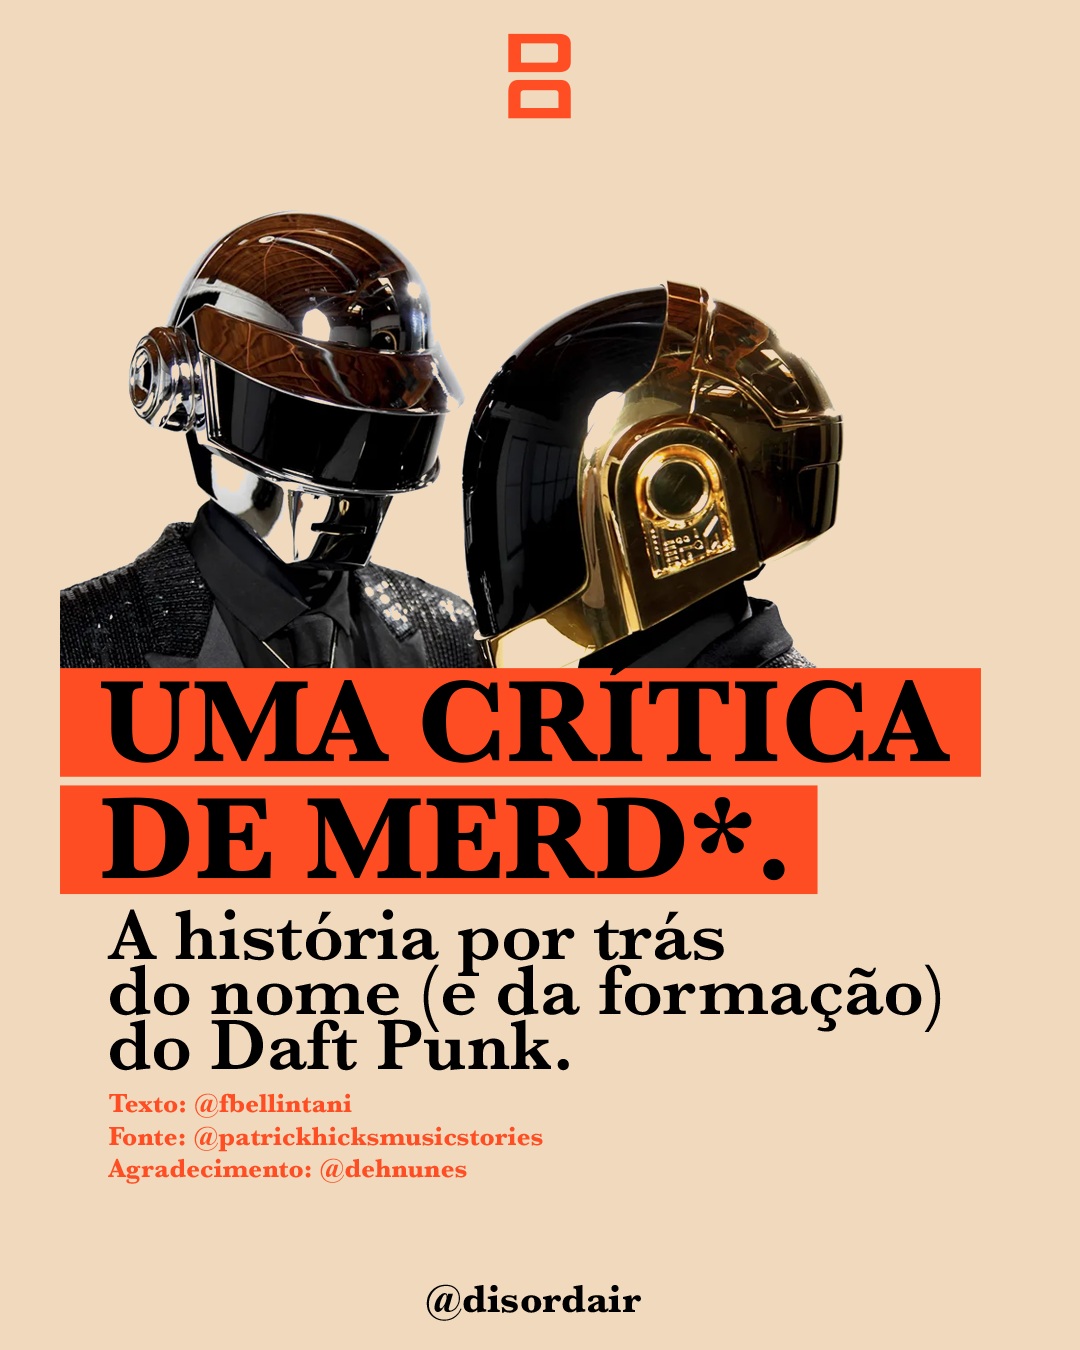 UMA CRÍTICA
DE MERD*.
A história por trás
do nome (e da formação)
do Daft Punk.
Texto: @fbellintani
Fonte: @patrickhicksmusicstories
Agradecimento: @dehnunes
@disordair